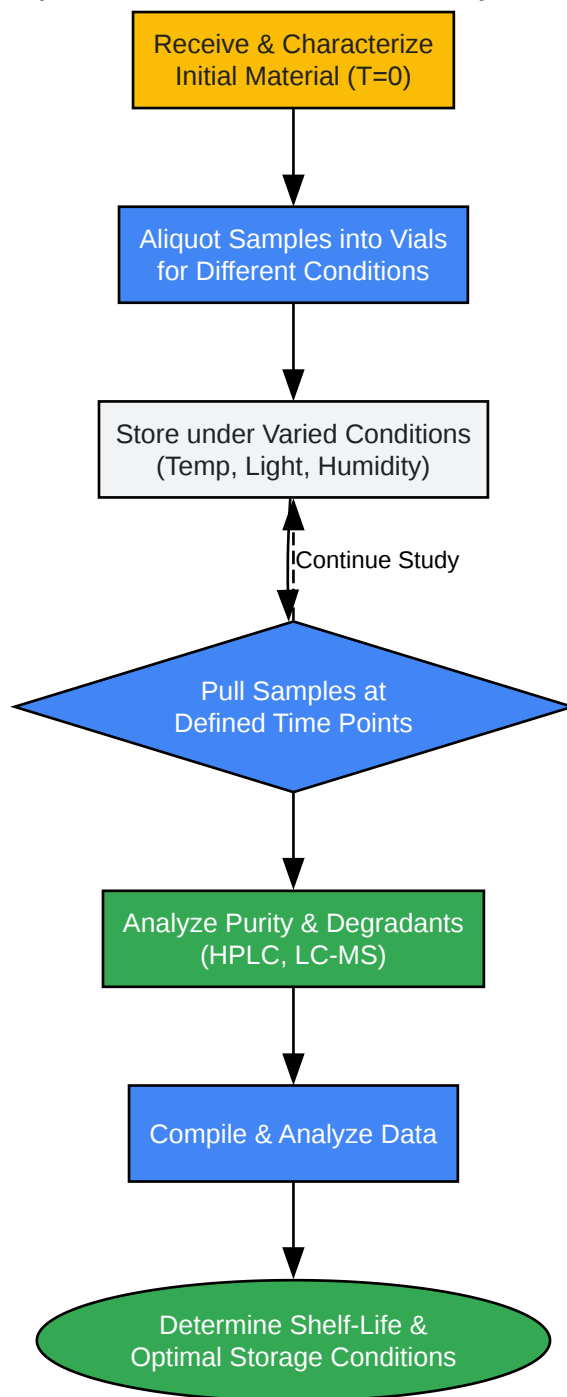 Receive & Characterize
Initial Material (T=0)
Aliquot Samples into Vials
for Different Conditions
Store under Varied Conditions
(Temp, Light, Humidity)
Continue Study
Pull Samples at
Defined Time Points
Analyze Purity & Degradants
(HPLC, LC-MS)
Compile & Analyze Data
Determine Shelf-Life &
Optimal Storage Conditions